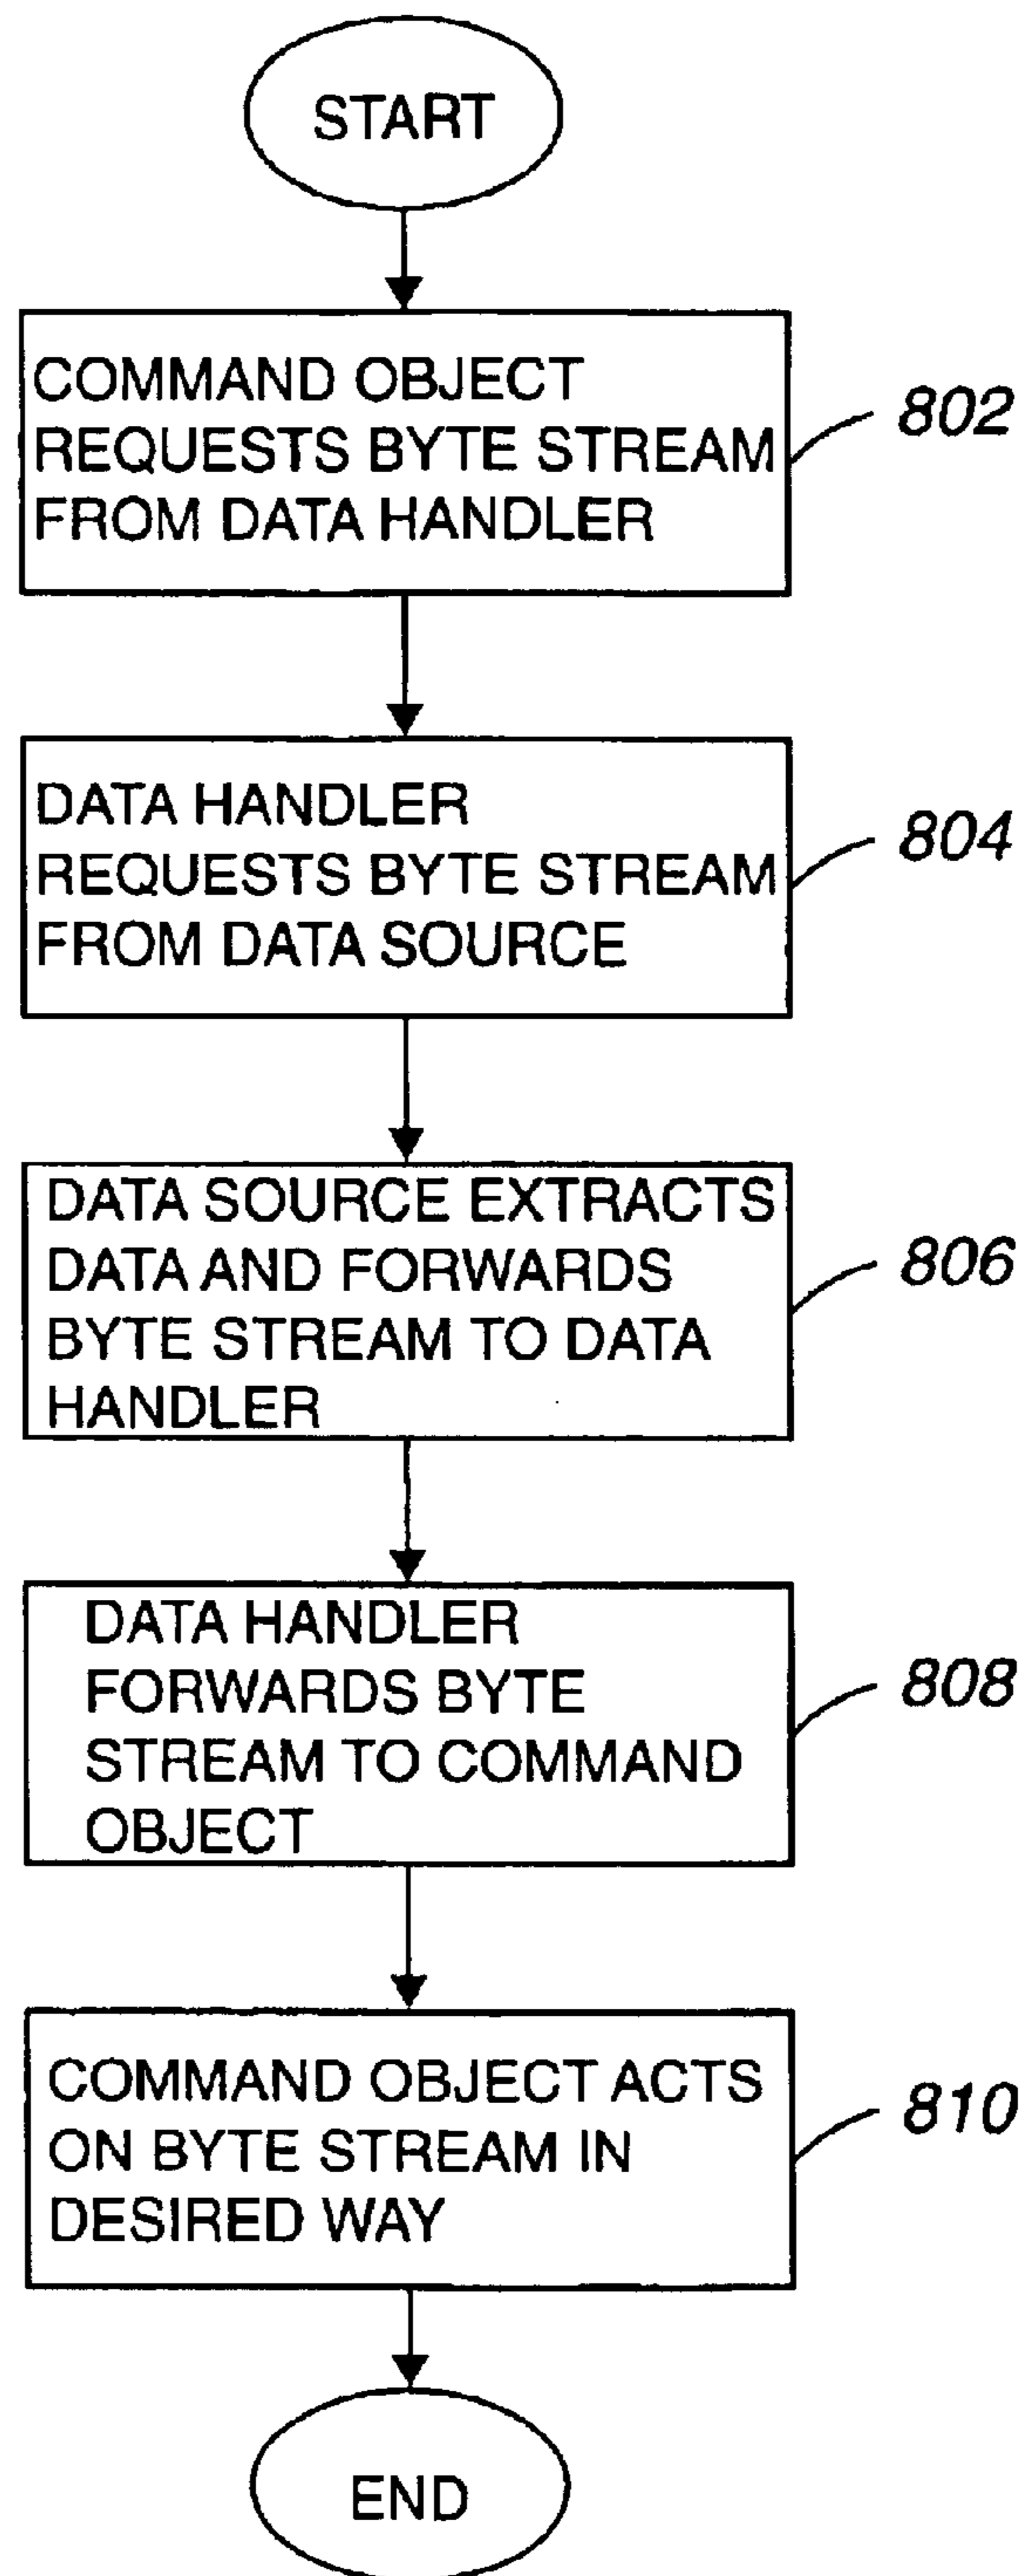 START
COMMAND OBJECT
REQUESTS BYTE STREAM
FROM DATA HANDLER
802
DATA HANDLER
REQUESTS BYTE STREAM
FROM DATA SOURCE
804
DATA SOURCE EXTRACTS
DATA AND FORWARDS
BYTE STREAM TO DATA
HANDLER
806
DATA HANDLER
FORWARDS BYTE
STREAM TO COMMAND
OBJECT
808
COMMAND OBJECT ACTS
ON BYTE STREAM IN
DESIRED WAY
810
END